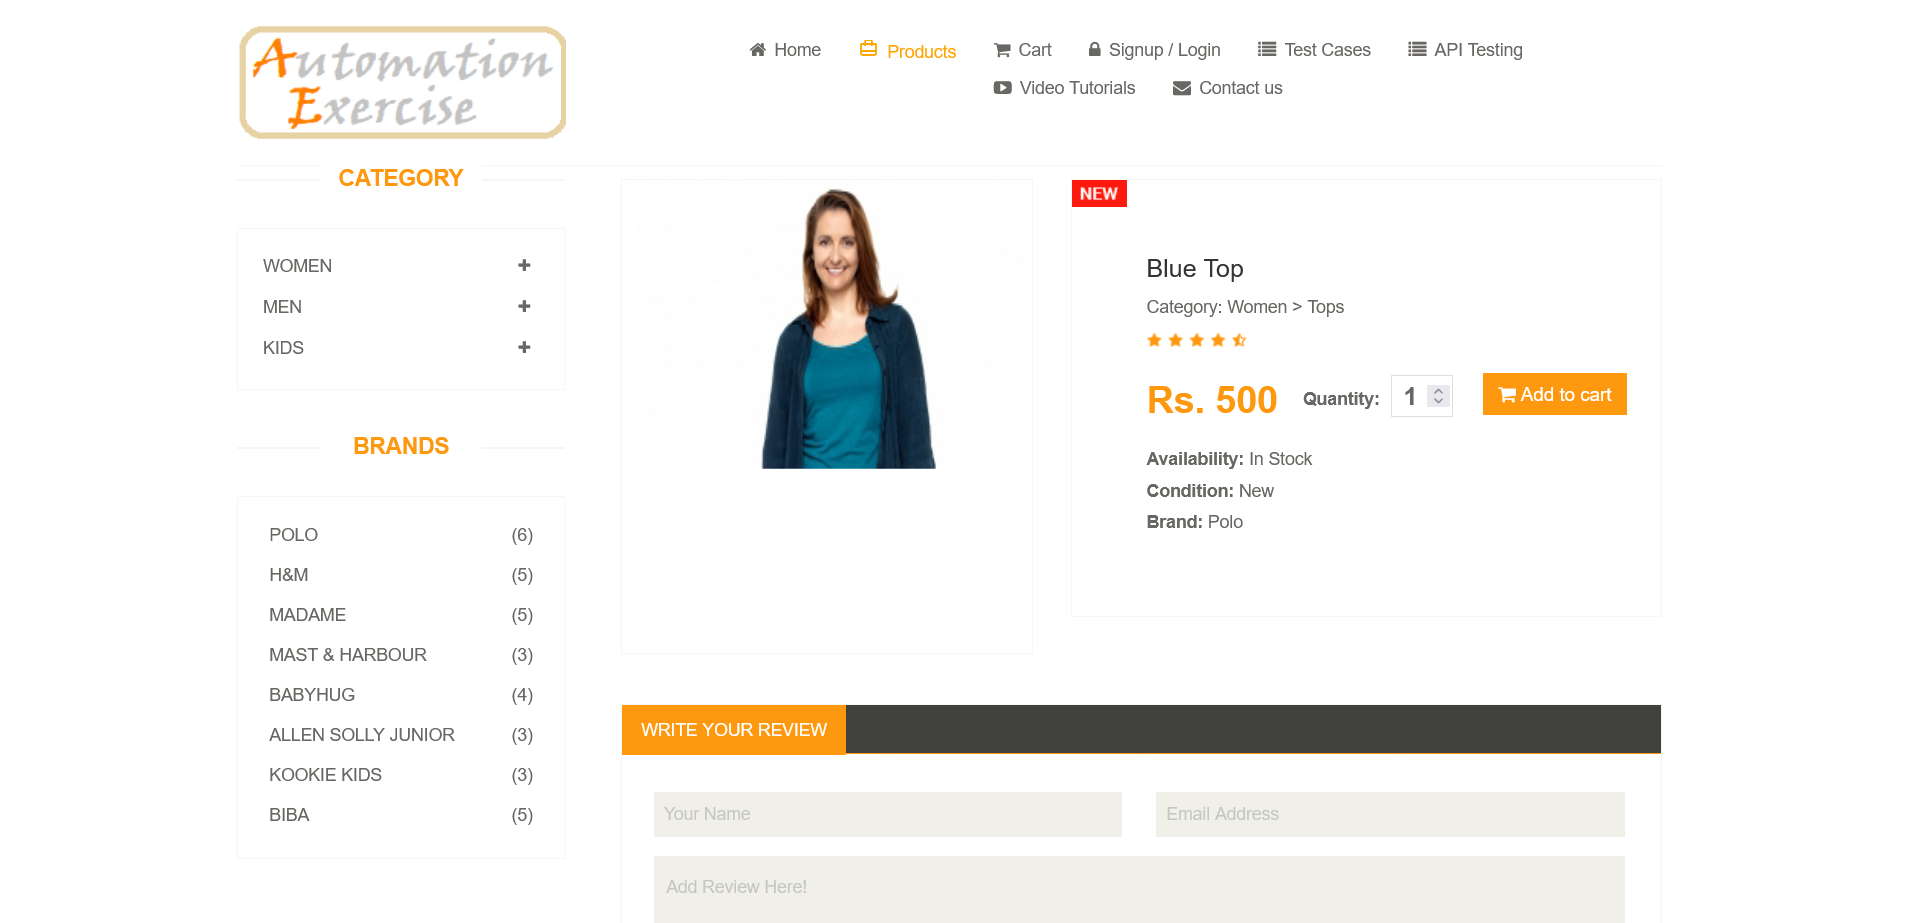 Automation
Exercise
Home
Products
Cart
Signup / Login
Test Cases
API Testing
Video Tutorials
Contact us
CATEGORY
WOMEN
MEN
KIDS
BRANDS
POLO (6)
H&M (5)
MADAME (5)
MAST & HARBOUR (3)
BABYHUG (4)
ALLEN SOLLY JUNIOR (3)
KOOKIE KIDS (3)
BIBA (5)
NEW
Blue Top
Category: Women > Tops
Rs. 500 Quantity: 1 Add to cart
Availability: In Stock
Condition: New
Brand: Polo
WRITE YOUR REVIEW
Your Name
Email Address
Add Review Here!